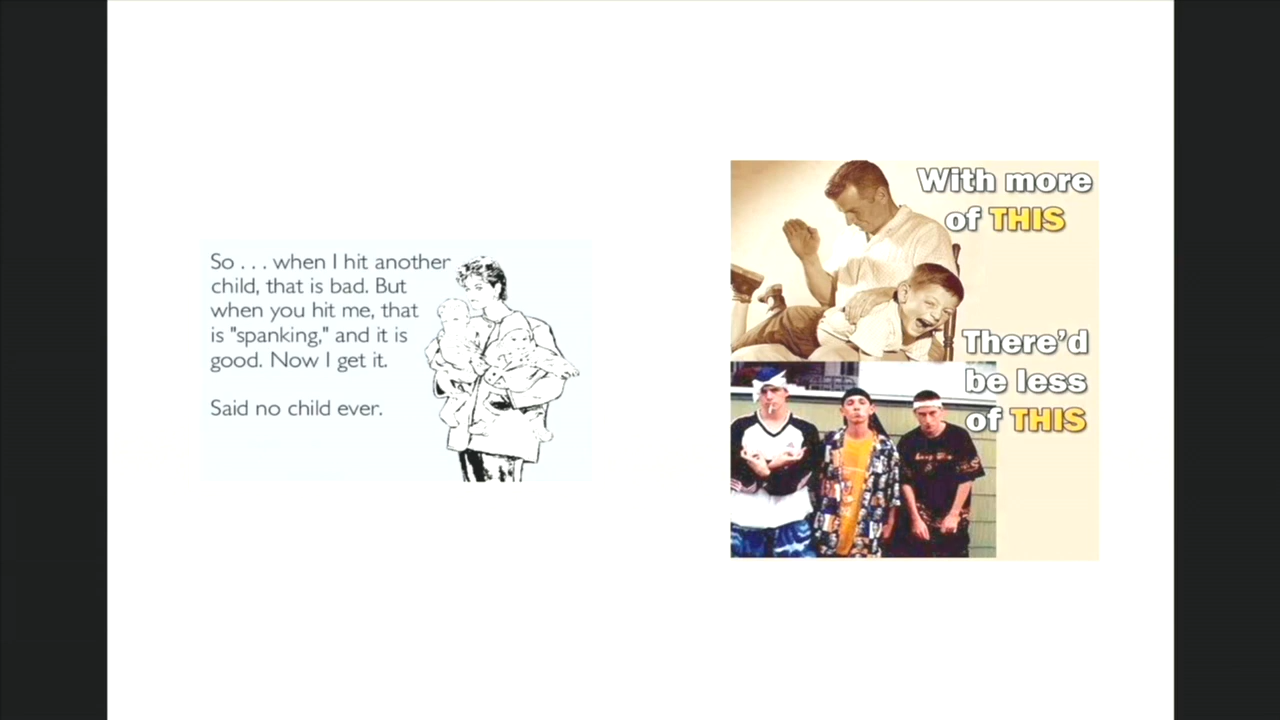 So . . . when I hit another
child, that is bad. But
when you hit me, that
is "spanking," and it is
good. Now I get it.
Said no child ever.
With more
of THIS
There'd
be less
of THIS